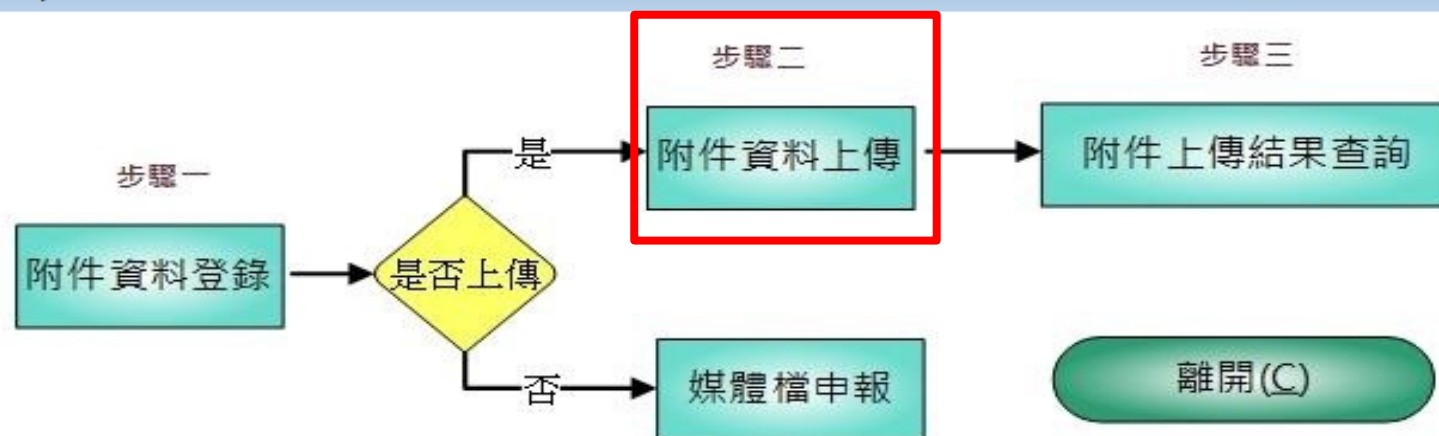 步驟一
附件資料登錄
是否上傳
是
步驟二
附件資料上傳
步驟三
附件上傳結果查詢
否
媒體檔申報
離開(C)